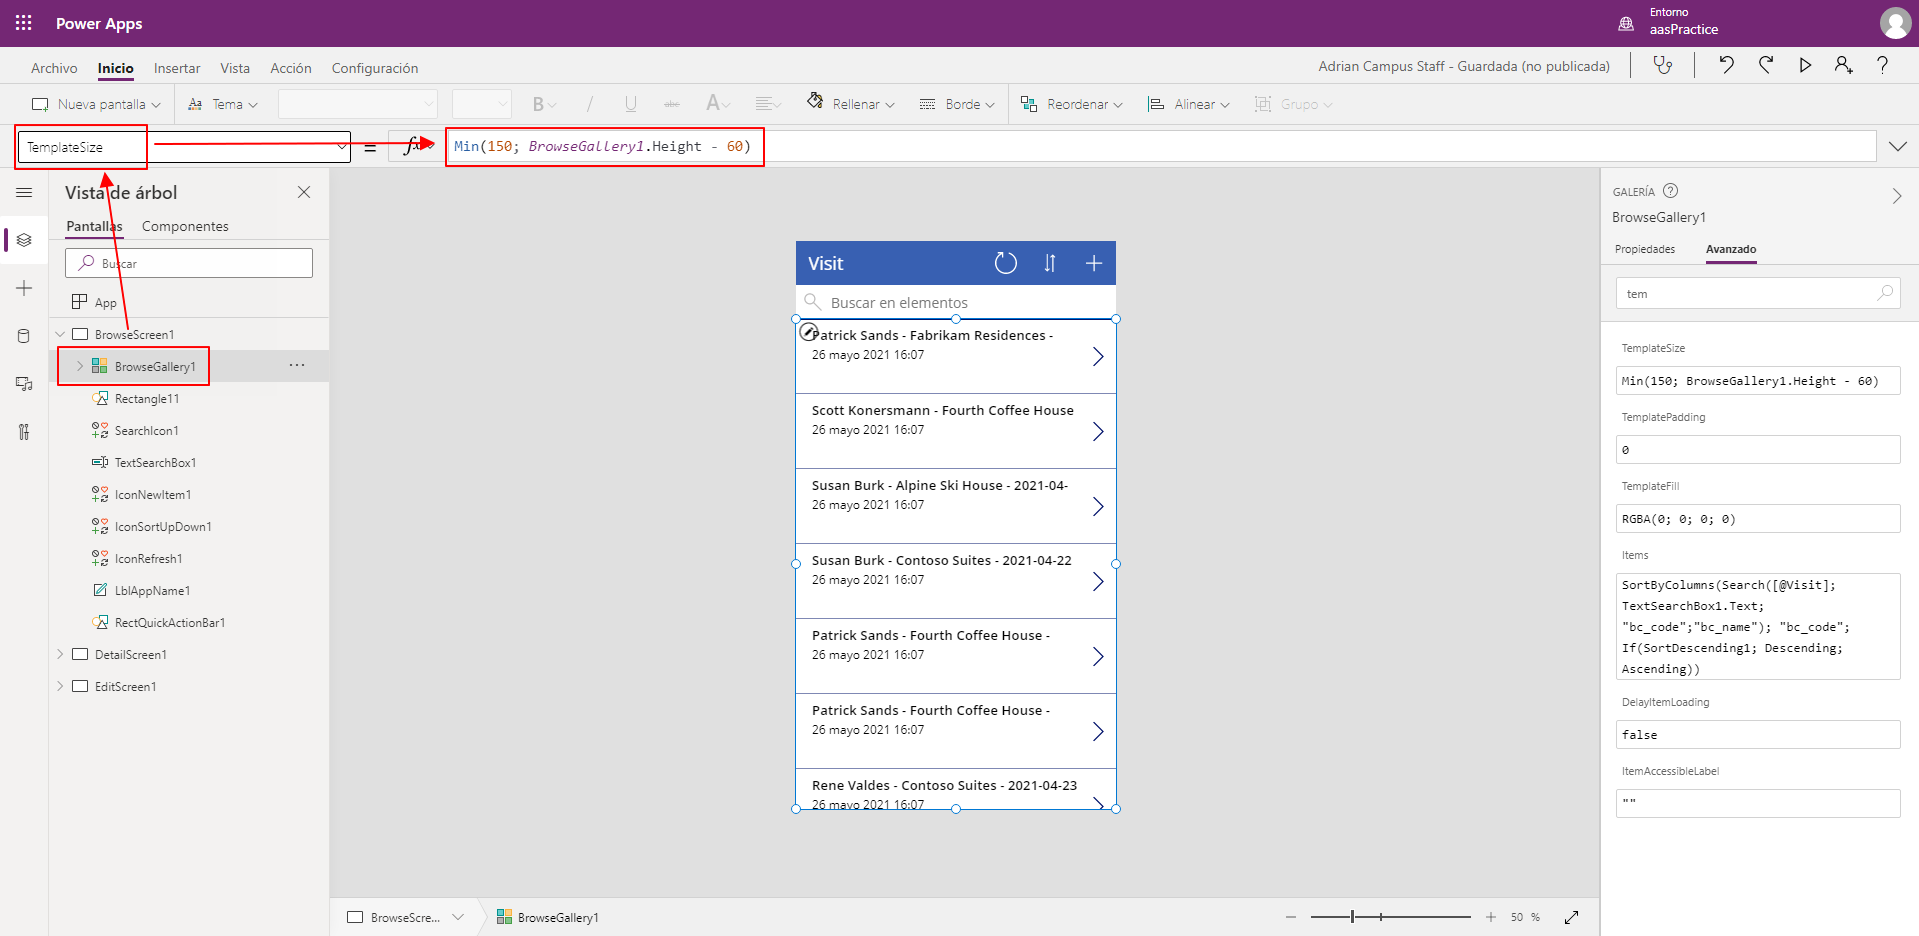 Power Apps
Entorno
aasPractice
Archivo Inicio Insertar Vista Acción Configuración
Adrian Campus Staff - Guardada (no publicada)
Nueva pantalla Tema B / U abc A Rellenar Borde Reordenar Alinear Grupo
TemplateSize = fx Min(150; BrowseGallery1.Height - 60)
Vista de árbol
Pantallas Componentes
Buscar
App
BrowseScreen1
BrowseGallery1
Rectangle11
SearchIcon1
TextSearchBox1
IconNewItem1
IconSortUpDown1
IconRefresh1
LblAppName1
RectQuickActionBar1
DetailScreen1
EditScreen1
Visit
Buscar en elementos
Patrick Sands - Fabrikam Residences -
26 mayo 2021 16:07
Scott Konersmann - Fourth Coffee House
26 mayo 2021 16:07
Susan Burk - Alpine Ski House - 2021-04-
26 mayo 2021 16:07
Susan Burk - Contoso Suites - 2021-04-22
26 mayo 2021 16:07
Patrick Sands - Fourth Coffee House -
26 mayo 2021 16:07
Patrick Sands - Fourth Coffee House -
26 mayo 2021 16:07
Rene Valdes - Contoso Suites - 2021-04-23
26 mayo 2021 16:07
BrowseScre... BrowseGallery1
50 %
GALERÍA
BrowseGallery1
Propiedades Avanzado
tem
TemplateSize
Min(150; BrowseGallery1.Height - 60)
TemplatePadding
0
TemplateFill
RGBA(0; 0; 0; 0)
Items
SortByColumns(Search([@Visit];
TextSearchBox1.Text;
"bc_code";"bc_name"); "bc_code";
If(SortDescending1; Descending;
Ascending))
DelayItemLoading
false
ItemAccessibleLabel
""